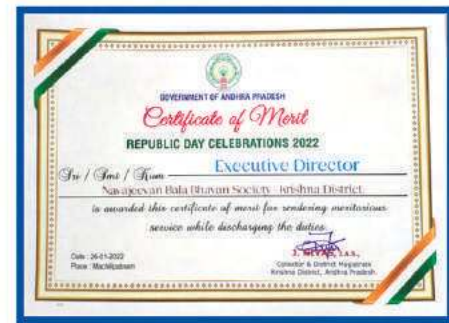 GOVERNMENT OF ANDHRA PRADESH
Certificate of Merit
REPUBLIC DAY CELEBRATIONS 2022
Sri / Smt / Kum Executive Director
Navajeevan Bala Bhavan Society - Krishna District.
is awarded this certificate of merit for rendering meritorious
service while discharging the duties.
Date : 26-01-2022
Place : Machilipatnam
J. NIVAS, I.A.S.,
Collector & District Magistrate
Krishna District, Andhra Pradesh.